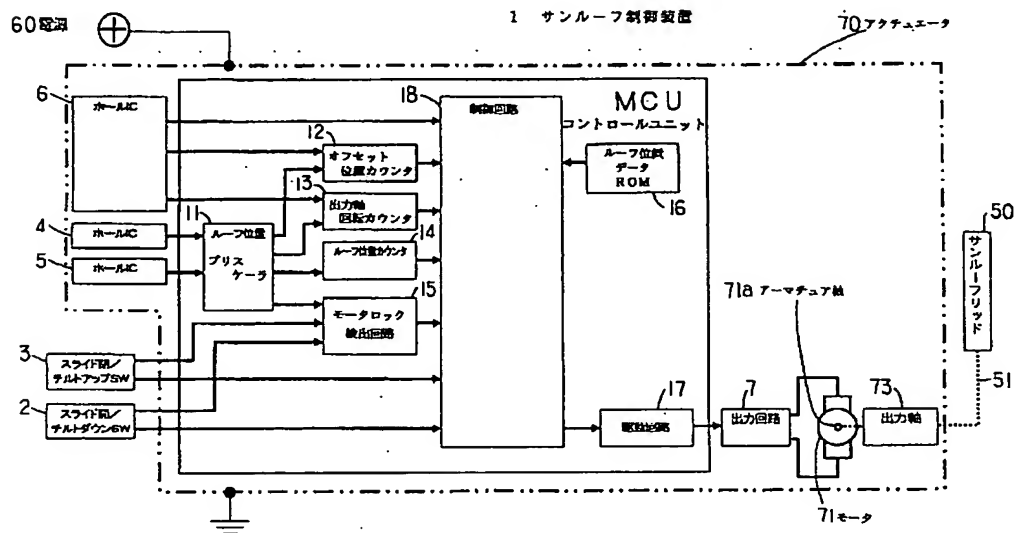 1 サンルーフ制御装置
60 電源
70 アクチュエータ
6
ホールIC
18
制御回路
MCU
コントロールユニット
12
オフセット
位置カウンタ
ルーフ位置
データ
ROM
16
13
出力軸
回転カウンタ
11
ルーフ位置
プリス
ケーラ
4
ホールIC
14
ルーフ位置カウンタ
5
ホールIC
15
モータロック
検出回路
50
サンルーフリッド
71a アーマチュア軸
3
スライド開/
チルトアップSW
51
2
スライド閉/
チルトダウンSW
17
駆動回路
7
出力回路
73
出力軸
71 モータ